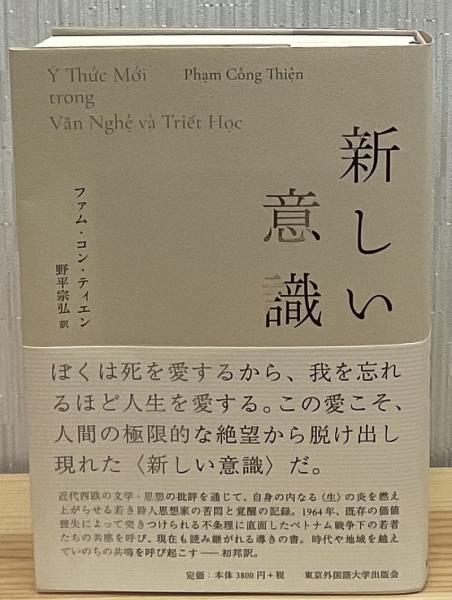 Ý Thức Mới
trong
Văn Nghệ và Triết Học
Phạm Công Thiện
新しい
意識
ファム・コン・ティエン
野平宗弘 訳
ぼくは死を愛するから、我を忘れ
るほど人生を愛する。この愛こそ、
人間の極限的な絶望から脱け出し
現れた〈新しい意識〉だ。
近代西欧の文学・思想の批評を通じて、自身の内なる〈生〉の炎を燃え
上がらせる若き詩人思想家の苦悶と覚醒の記録。1964年、既存の価値
喪失によって突きつけられる不条理に直面したベトナム戦争下の若者
たちの共感を呼び、現在も読み継がれる導きの書。時代や地域を越え
ていのちの共鳴を呼び起こす――初邦訳。
定価:本体3800円+税
東京外国語大学出版会